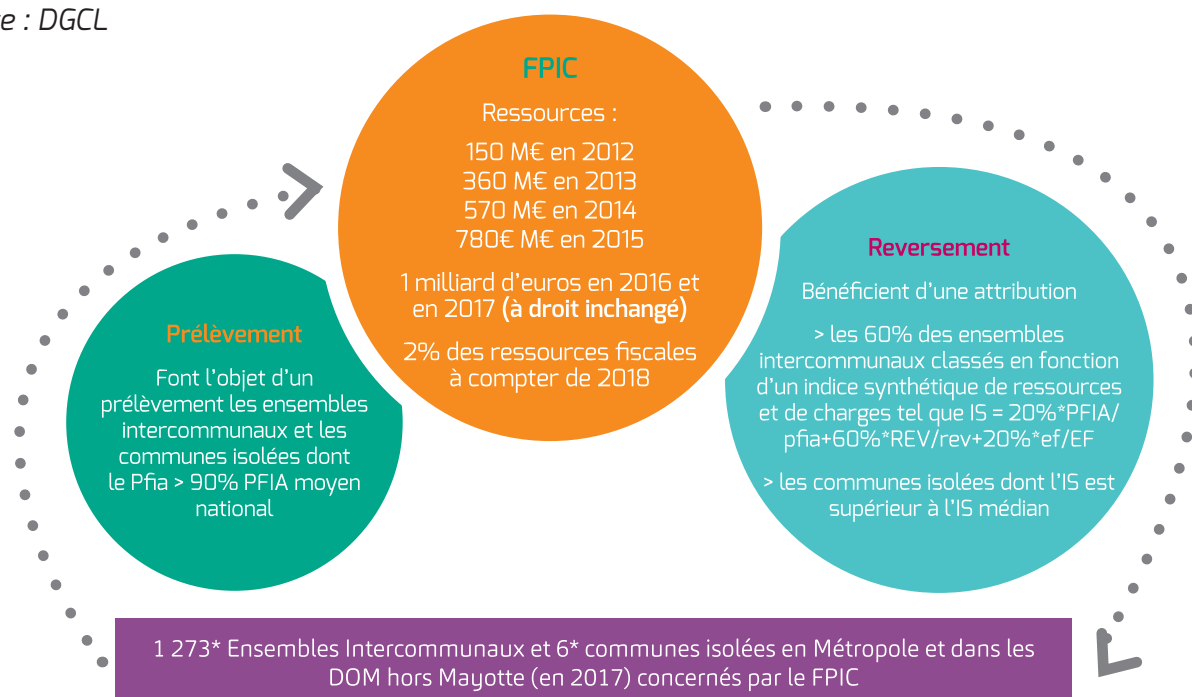 : DGCL
FPIC
Ressources :
150 M€ en 2012
360 M€ en 2013
570 M€ en 2014
780€ M€ en 2015
1 milliard d'euros en 2016 et
en 2017 (à droit inchangé)
2% des ressources fiscales
à compter de 2018
Prélèvement
Font l'objet d'un
prélèvement les ensembles
intercommunaux et les
communes isolées dont
le Pfia > 90% PFIA moyen
national
Reversement
Bénéficient d'une attribution
> les 60% des ensembles
intercommunaux classés en fonction
d'un indice synthétique de ressources
et de charges tel que IS = 20%*PFIA/
pfia+60%*REV/rev+20%*ef/EF
> les communes isolées dont l'IS est
supérieur à l'IS médian
1 273* Ensembles Intercommunaux et 6* communes isolées en Métropole et dans les
DOM hors Mayotte (en 2017) concernés par le FPIC